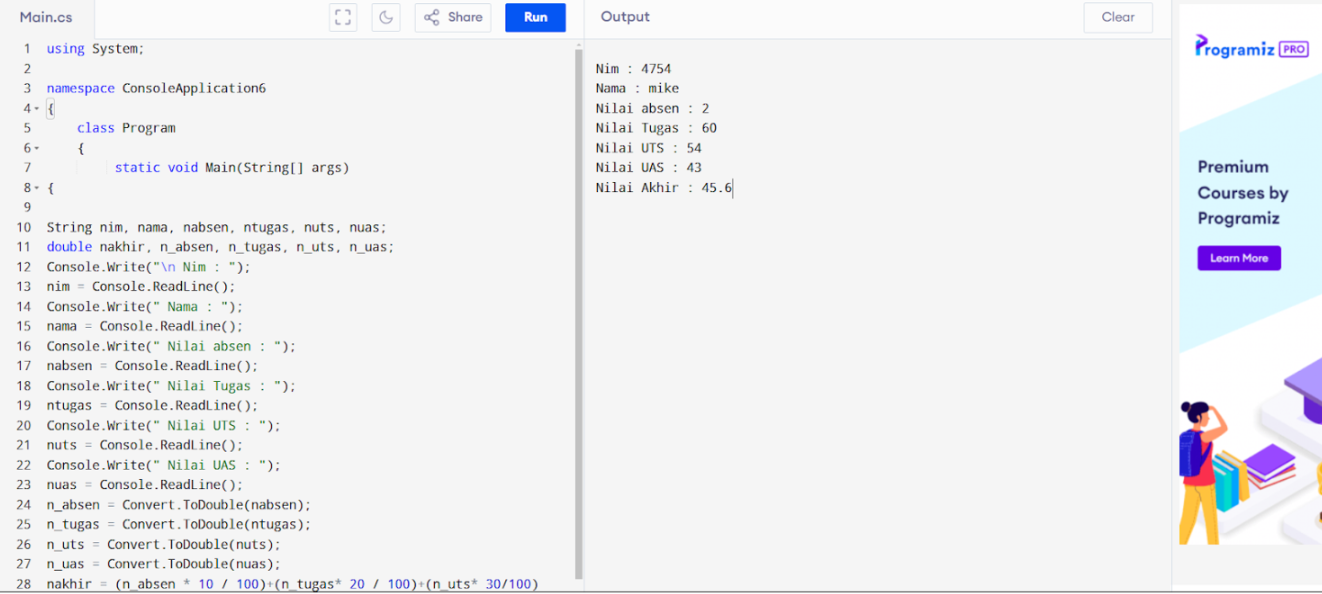 Main.cs
Share
Run
Output
Clear
1 using System;
2
3 namespace ConsoleApplication6
4 {
5 class Program
6 {
7 static void Main(String[] args)
8 {
9
10 String nim, nama, nabsen, ntugas, nuts, nuas;
11 double nakhir, n_absen, n_tugas, n_uts, n_uas;
12 Console.Write("\n Nim : ");
13 nim = Console.ReadLine();
14 Console.Write(" Nama : ");
15 nama = Console.ReadLine();
16 Console.Write(" Nilai absen : ");
17 nabsen = Console.ReadLine();
18 Console.Write(" Nilai Tugas : ");
19 ntugas = Console.ReadLine();
20 Console.Write(" Nilai UTS : ");
21 nuts = Console.ReadLine();
22 Console.Write(" Nilai UAS : ");
23 nuas = Console.ReadLine();
24 n_absen = Convert.ToDouble(nabsen);
25 n_tugas = Convert.ToDouble(ntugas);
26 n_uts = Convert.ToDouble(nuts);
27 n_uas = Convert.ToDouble(nuas);
28 nakhir = (n_absen * 10 / 100)+(n_tugas* 20 / 100)+(n_uts* 30/100)
Nim : 4754
Nama : mike
Nilai absen : 2
Nilai Tugas : 60
Nilai UTS : 54
Nilai UAS : 43
Nilai Akhir : 45.6
Programiz PRO
Premium
Courses by
Programiz
Learn More